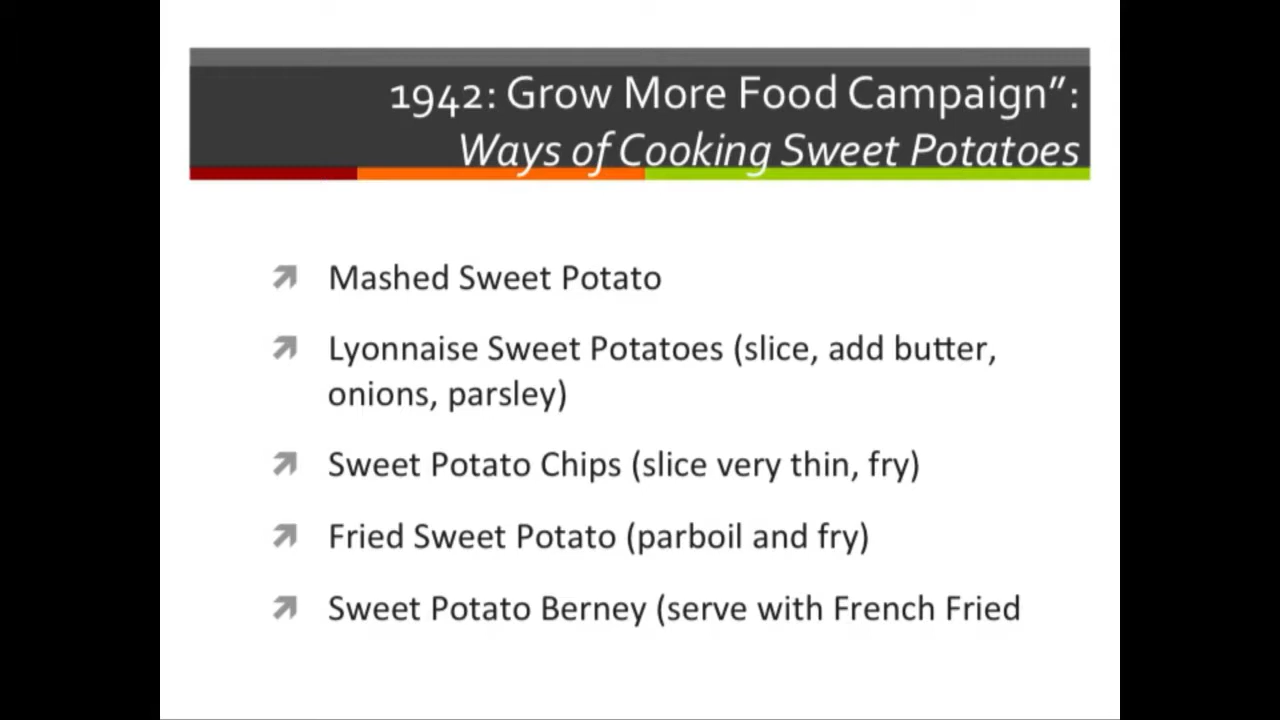 1942: Grow More Food Campaign”:
Ways of Cooking Sweet Potatoes
Mashed Sweet Potato
Lyonnaise Sweet Potatoes (slice, add butter,
onions, parsley)
Sweet Potato Chips (slice very thin, fry)
Fried Sweet Potato (parboil and fry)
Sweet Potato Berney (serve with French Fried